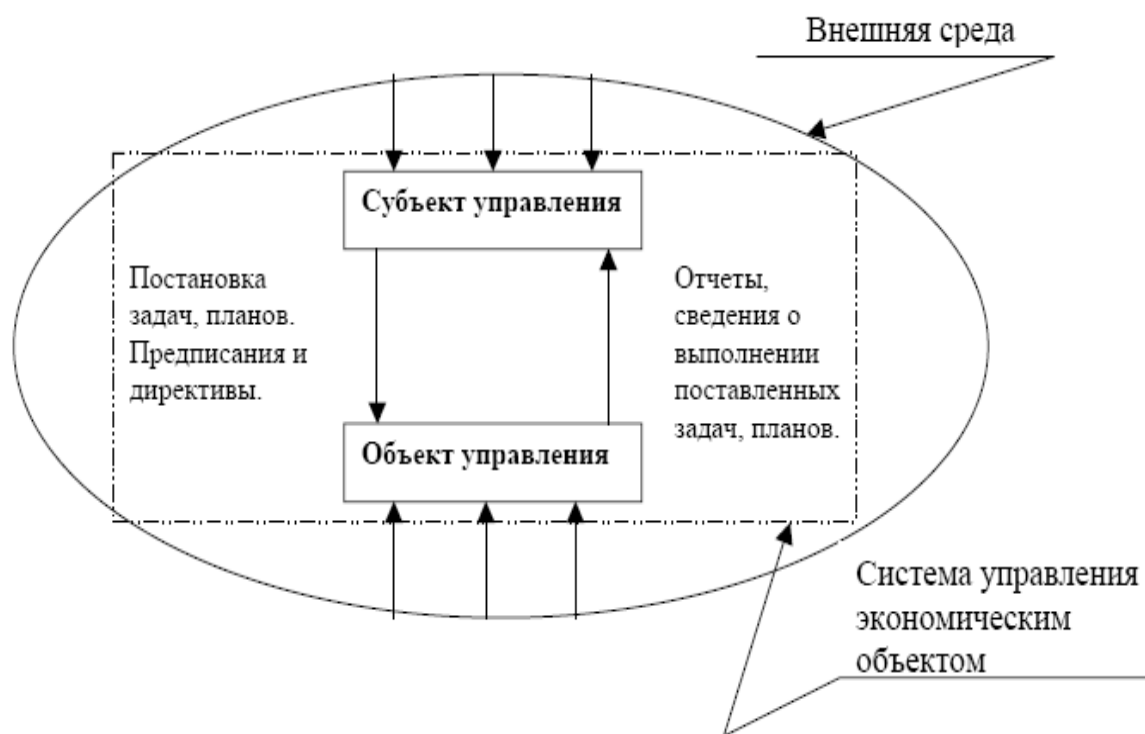 Внешняя среда
Субъект управления
Постановка
задач, планов.
Предписания и
директивы.
Отчеты,
сведения о
выполнении
поставленных
задач, планов.
Объект управления
Система управления
экономическим
объектом